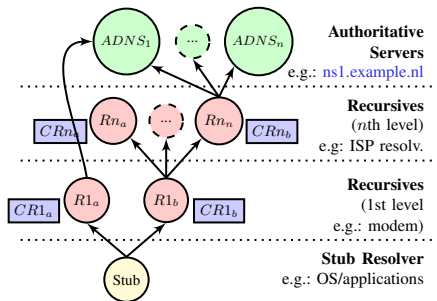 ADNS1 ... ADNSn
Authoritative
Servers
e.g.: ns1.example.nl
Rna ... Rnn
CRna CRnb
Recursives
(nth level)
e.g: ISP resolv.
R1a R1b
CR1a CR1b
Recursives
(1st level
e.g.: modem)
Stub
Stub Resolver
e.g.: OS/applications